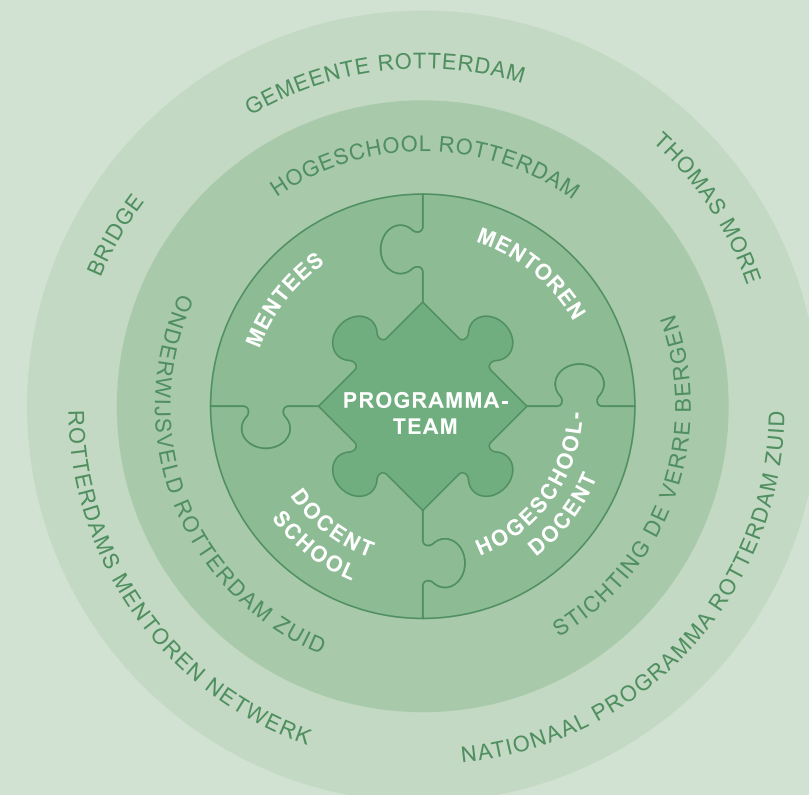 GEMEENTE ROTTERDAM
THOMAS MORE
BRIDGE
HOGESCHOOL ROTTERDAM
MENTEES
MENTOREN
ONDERWIJSVELD ROTTERDAM ZUID
STICHTING DE VERRE BERGEN
PROGRAMMA-
TEAM
DOCENT
SCHOOL
HOGESCHOOL-
DOCENT
ROTTERDAMS MENTOREN NETWERK
NATIONAAL PROGRAMMA ROTTERDAM ZUID